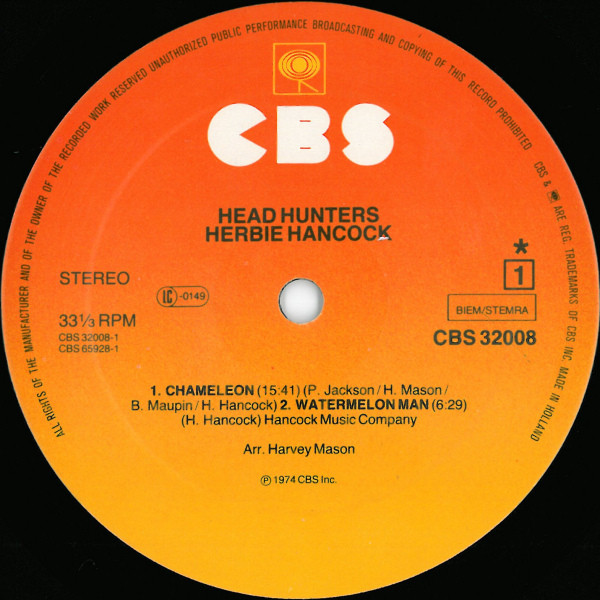 ALL RIGHTS OF THE MANUFACTURER AND OF THE OWNER OF THE RECORDED WORK RESERVED UNAUTHORIZED PUBLIC PERFORMANCE BROADCASTING AND COPYING OF THIS RECORD PROHIBITED CBS & ARE REG. TRADEMARKS OF CBS INC. MADE IN HOLLAND
CBS
HEAD HUNTERS
HERBIE HANCOCK
STEREO
LC-0149
*
1
33⅓ RPM
BIEM/STEMRA
CBS 32008-1
CBS 65928-1
CBS 32008
1. CHAMELEON (15:41) (P. Jackson / H. Mason /
B. Maupin / H. Hancock) 2. WATERMELON MAN (6:29)
(H. Hancock) Hancock Music Company
Arr. Harvey Mason
℗ 1974 CBS Inc.